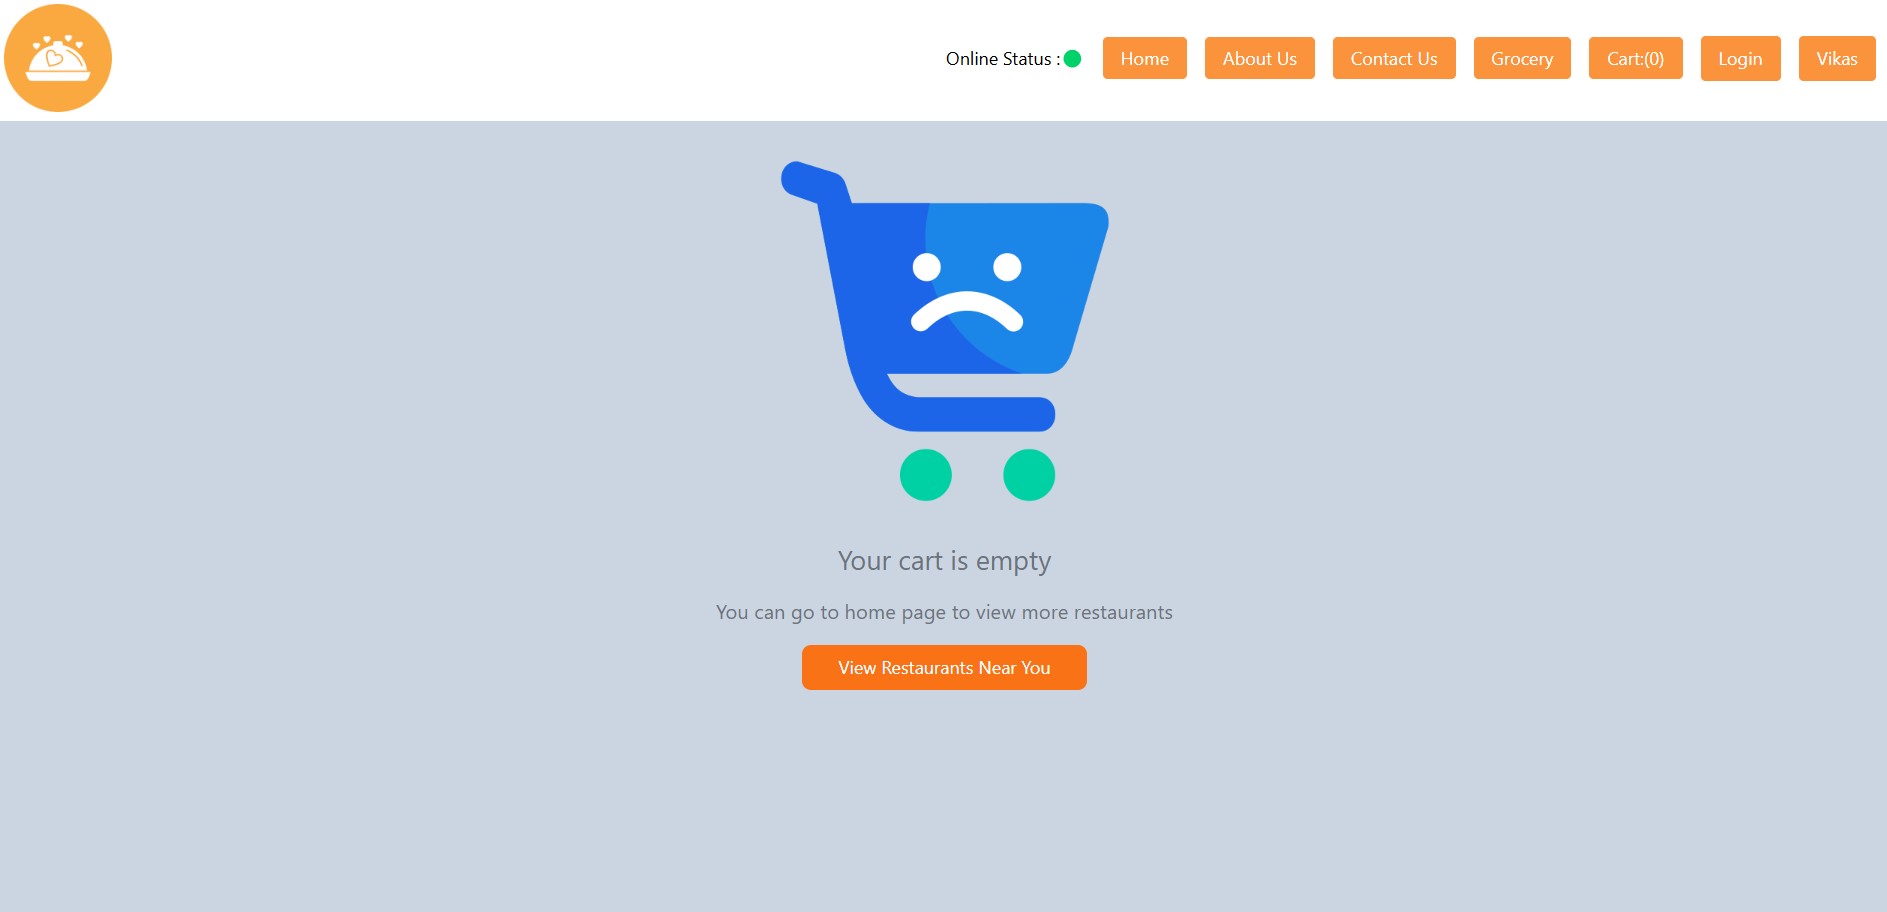 Online Status : Home About Us Contact Us Grocery Cart:(0) Login Vikas
Your cart is empty
You can go to home page to view more restaurants
View Restaurants Near You